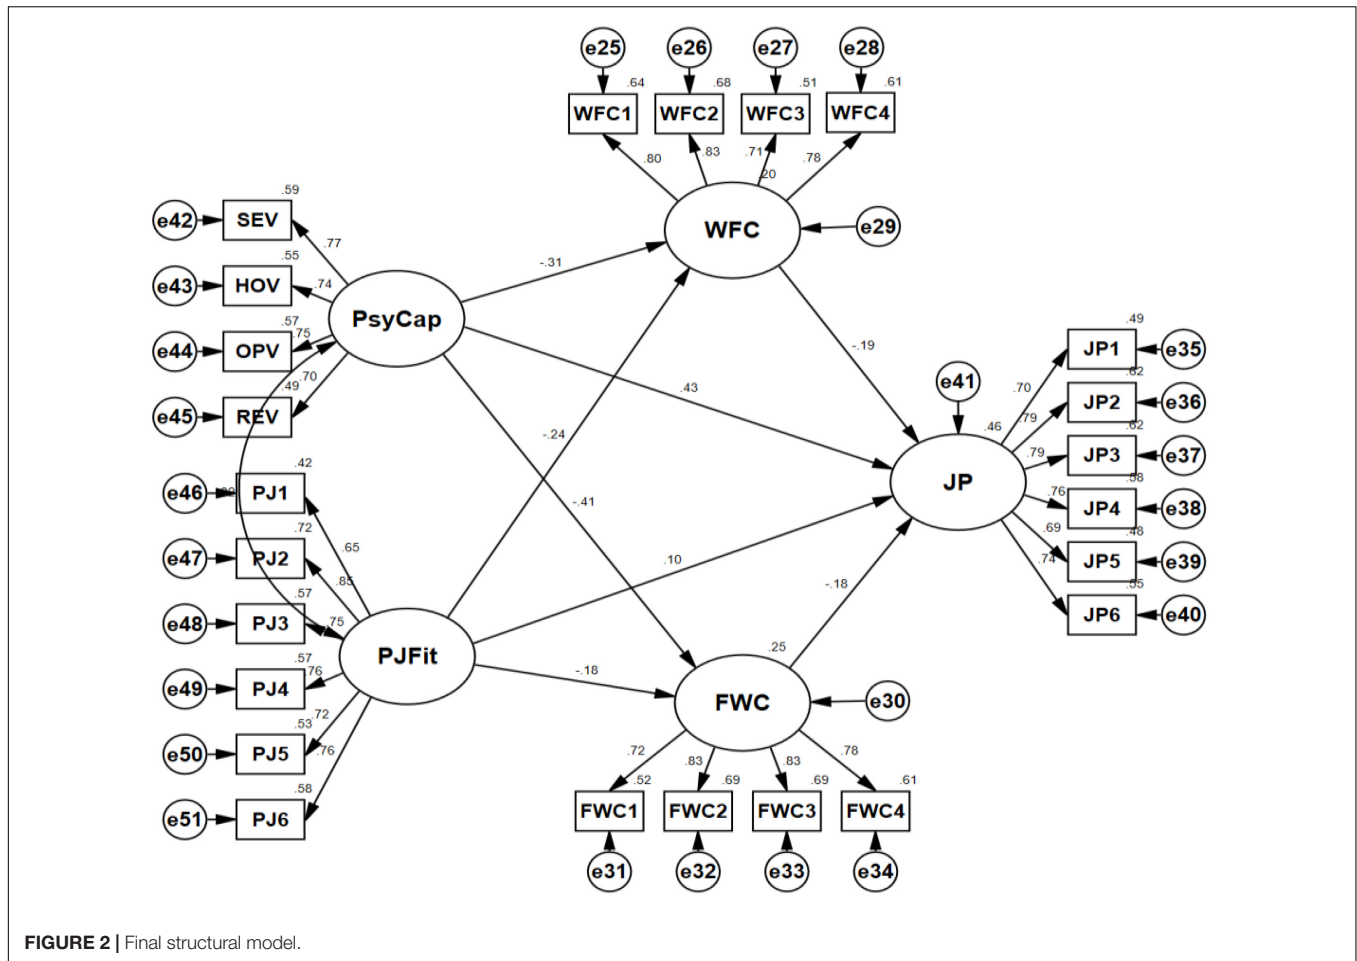 e25 e26 e27 e28
.64 .68 .51 .61
WFC1 WFC2 WFC3 WFC4
.80 .83 .71 .78
.20
WFC
e29
.59
e42 SEV
.77
.55
e43 HOV
.74
.57
e44 OPV
.75
.49
e45 REV
.70
PsyCap
-.31
.43
-.24
-.41
-.19
.42
e46 PJ1
.65
.72
e47 PJ2
.85
.57
e48 PJ3
.75
.57
e49 PJ4
.76
.53
e50 PJ5
.72
.58
e51 PJ6
.76
PJFit
.10
-.18
-.18
e41
.46
JP
.49
JP1 e35
.70
.62
JP2 e36
.79
.62
JP3 e37
.79
.58
JP4 e38
.76
.48
JP5 e39
.69
.55
JP6 e40
.74
.25
FWC
e30
.72 .83 .83 .78
.52 .69 .69 .61
FWC1 FWC2 FWC3 FWC4
e31 e32 e33 e34
FIGURE 2 | Final structural model.